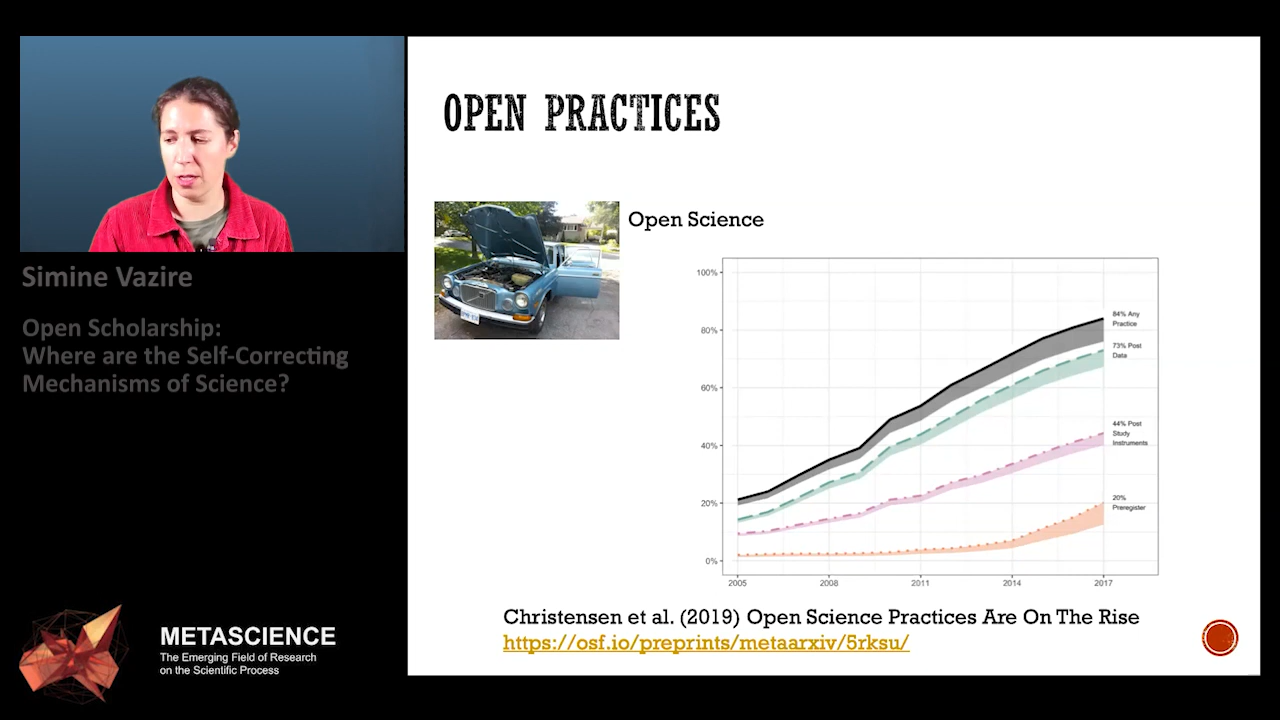 OPEN PRACTICES
Open Science
100%
80%
60%
40%
20%
0%
2005
2008
2011
2014
2017
84% Any
Practice
73% Post
Data
44% Post
Study
Instruments
20%
Preregister
Christensen et al. (2019) Open Science Practices Are On The Rise
https://osf.io/preprints/metaarxiv/5rksu/
Simine Vazire
Open Scholarship:
Where are the Self-Correcting
Mechanisms of Science?
METASCIENCE
The Emerging Field of Research
on the Scientific Process